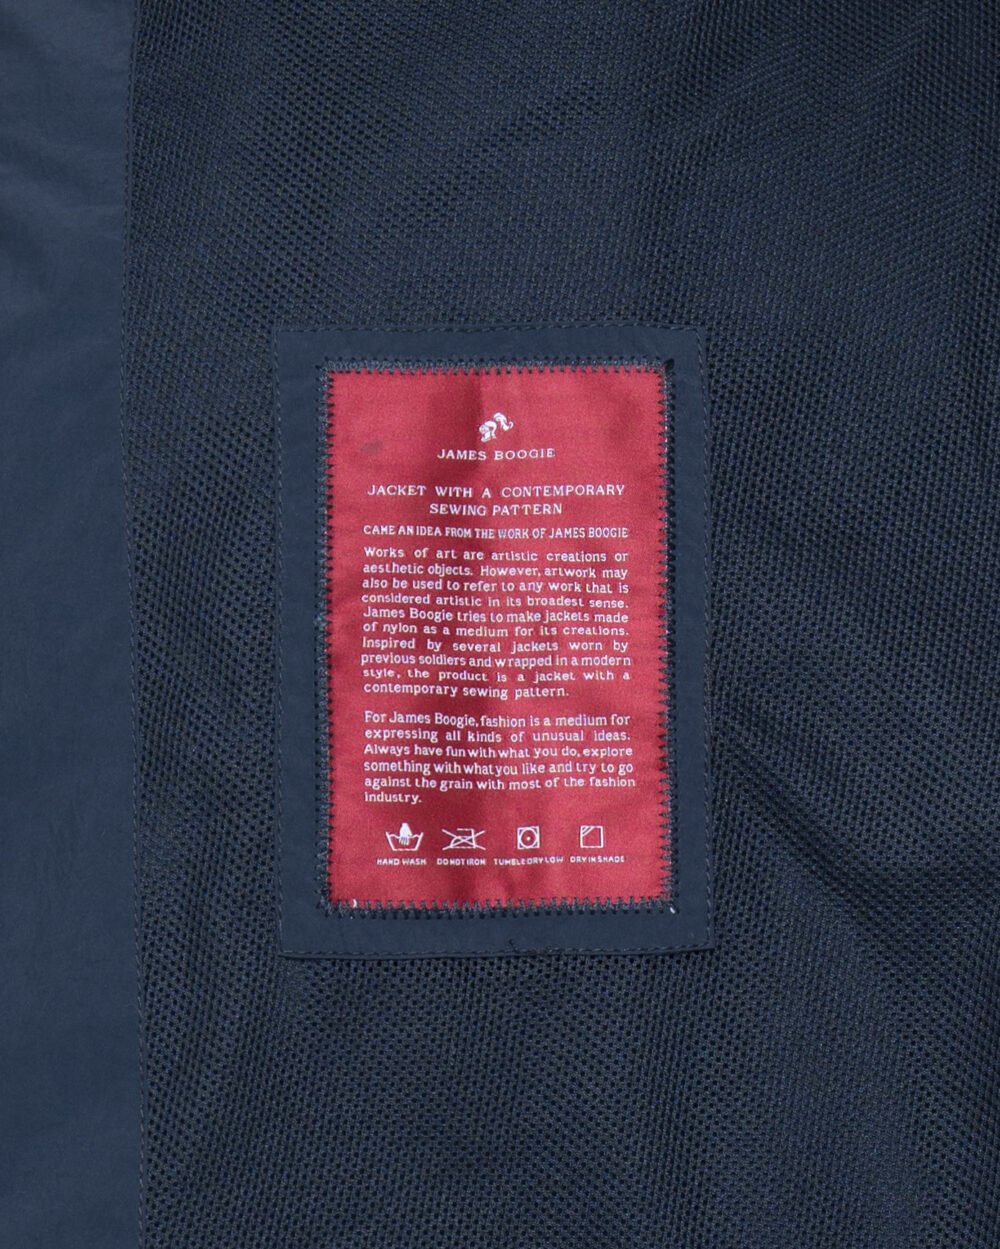 JAMES BOOGIE
JACKET WITH A CONTEMPORARY
SEWING PATTERN
CAME AN IDEA FROM THE WORK OF JAMES BOOGIE
Works of art are artistic creations or
aesthetic objects. However, artwork may
also be used to refer to any work that is
considered artistic in its broadest sense.
James Boogie tries to make jackets made
of nylon as a medium for its creations.
Inspired by several jackets worn by
previous soldiers and wrapped in a modern
style, the product is a jacket with a
contemporary sewing pattern.
For James Boogie, fashion is a medium for
expressing all kinds of unusual ideas.
Always have fun with what you do, explore
something with what you like and try to go
against the grain with most of the fashion
industry.
HAND WASH DO NOT IRON TUMBLE DRY LOW DRY IN SHADE